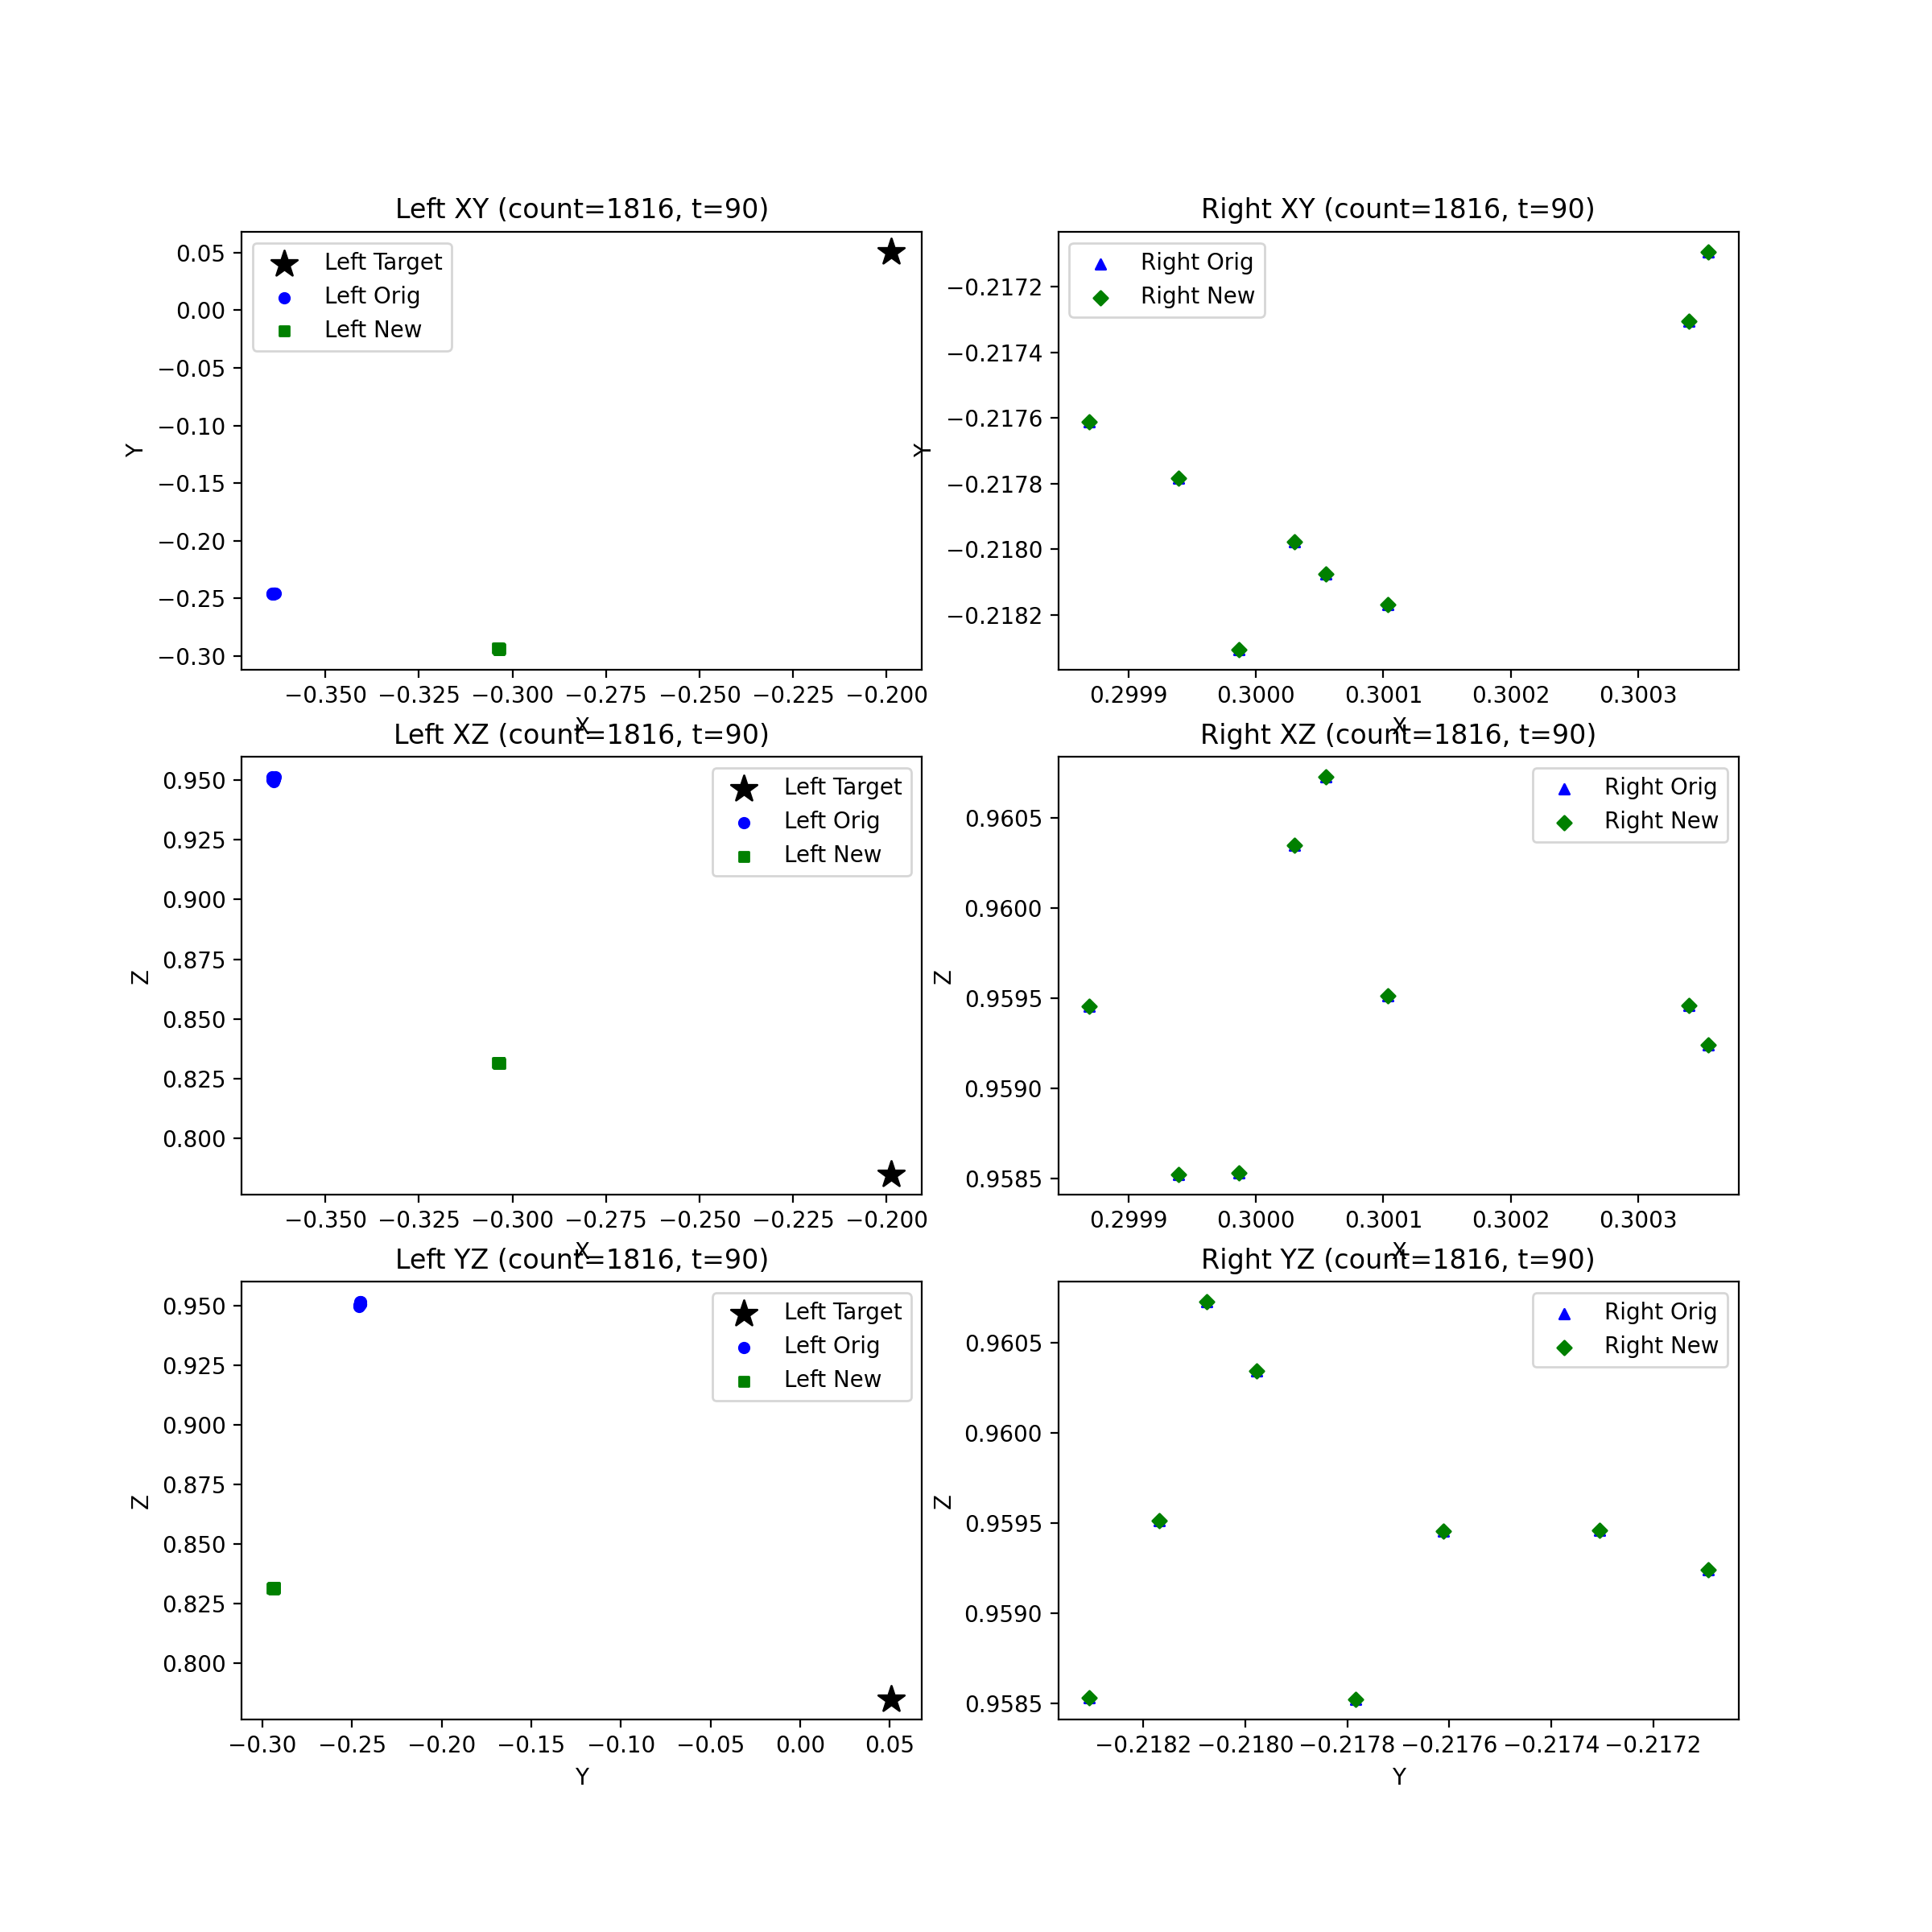 Left XY (count=1816, t=90)
Left Target
Left Orig
Left New
0.05
0.00
−0.05
−0.10
−0.15
−0.20
−0.25
−0.30
Y
−0.350 −0.325 −0.300 −0.275 −0.250 −0.225 −0.200
X
Right XY (count=1816, t=90)
Right Orig
Right New
−0.2172
−0.2174
−0.2176
−0.2178
−0.2180
−0.2182
Y
0.2999 0.3000 0.3001 0.3002 0.3003
X
Left XZ (count=1816, t=90)
Left Target
Left Orig
Left New
0.950
0.925
0.900
0.875
0.850
0.825
0.800
Z
−0.350 −0.325 −0.300 −0.275 −0.250 −0.225 −0.200
X
Right XZ (count=1816, t=90)
Right Orig
Right New
0.9605
0.9600
0.9595
0.9590
0.9585
Z
0.2999 0.3000 0.3001 0.3002 0.3003
X
Left YZ (count=1816, t=90)
Left Target
Left Orig
Left New
0.950
0.925
0.900
0.875
0.850
0.825
0.800
Z
−0.30 −0.25 −0.20 −0.15 −0.10 −0.05 0.00 0.05
Y
Right YZ (count=1816, t=90)
Right Orig
Right New
0.9605
0.9600
0.9595
0.9590
0.9585
Z
−0.2182 −0.2180 −0.2178 −0.2176 −0.2174 −0.2172
Y